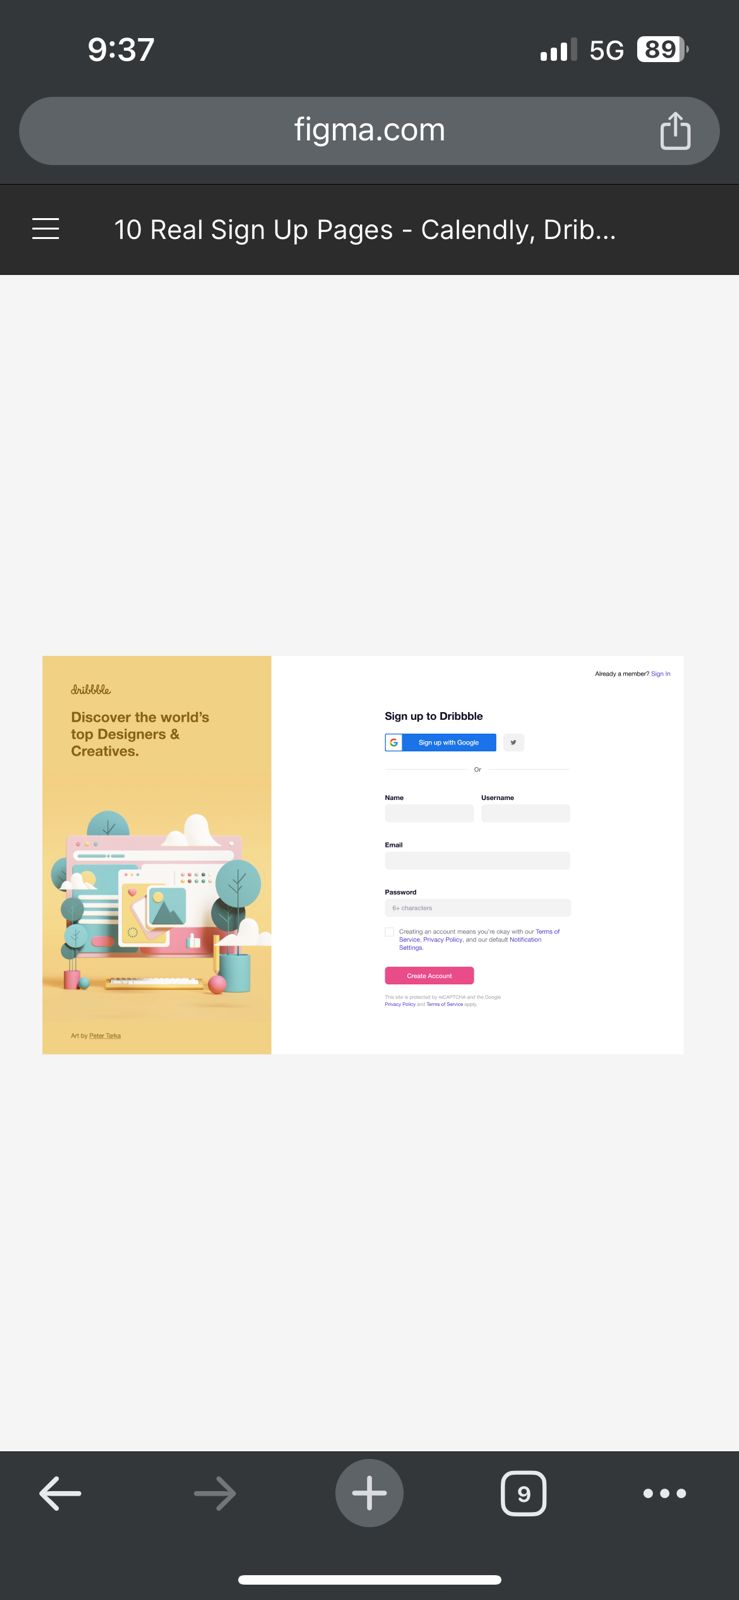 9:37
5G
89
figma.com
10 Real Sign Up Pages - Calendly, Drib...
dribbble
Discover the world's
top Designers &
Creatives.
Art by Peter Tarka
Already a member? Sign In
Sign up to Dribbble
G
Sign up with Google
Or
Name
Username
Email
Password
6+ characters
Creating an account means you're okay with our Terms of
Service, Privacy Policy, and our default Notification
Settings.
Create Account
This site is protected by reCAPTCHA and the Google
Privacy Policy and Terms of Service apply.
9